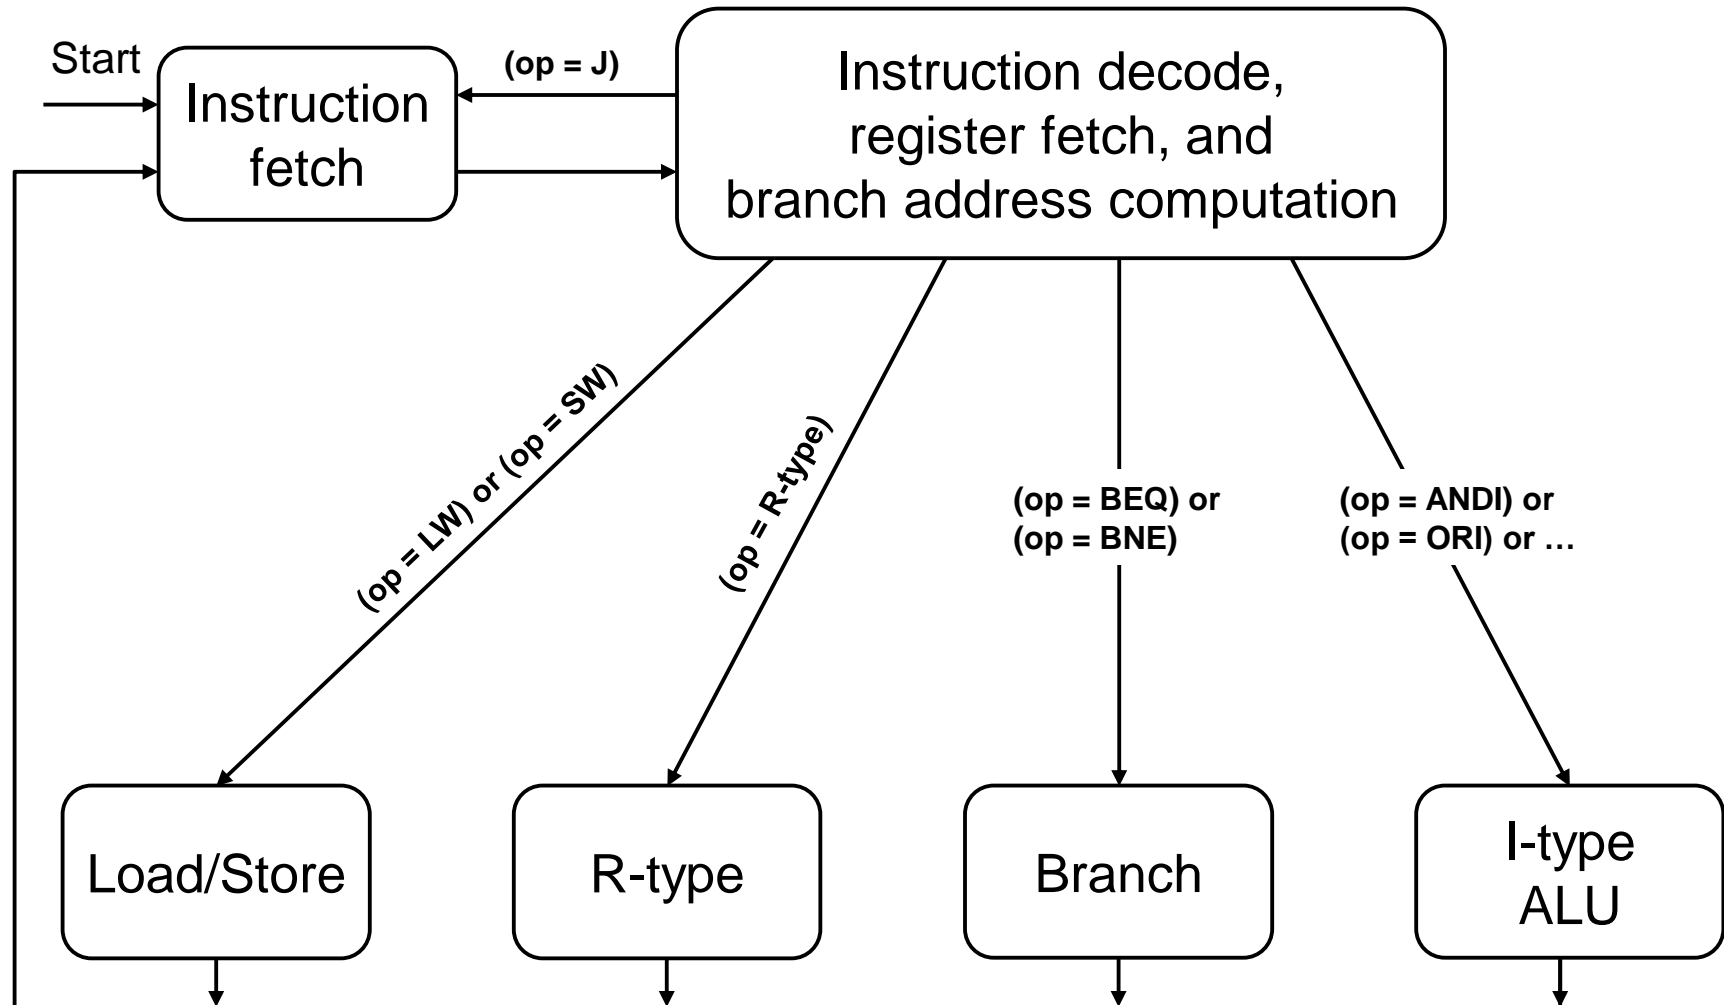 Start
Instruction
fetch
(op = J)
Instruction decode,
register fetch, and
branch address computation
(op = LW) or (op = SW)
(op = R-type)
(op = BEQ) or
(op = BNE)
(op = ANDI) or
(op = ORI) or …
Load/Store
R-type
Branch
I-type
ALU